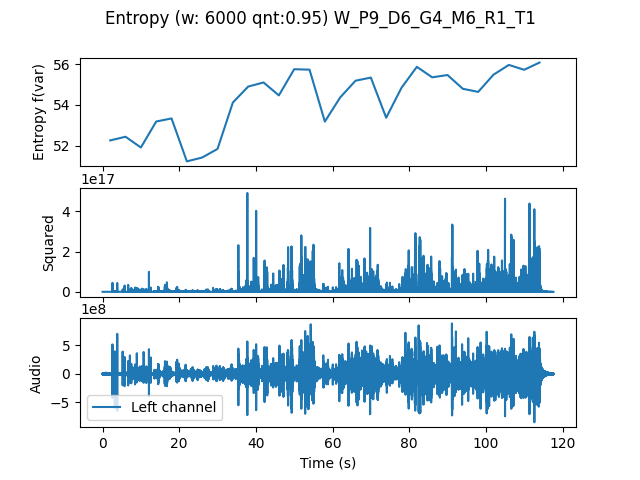 Entropy (w: 6000 qnt:0.95) W_P9_D6_G4_M6_R1_T1
56
54
52
Entropy f(var)
1e17
4
2
0
Squared
1e8
5
0
−5
Audio
Left channel
0 20 40 60 80 100 120
Time (s)